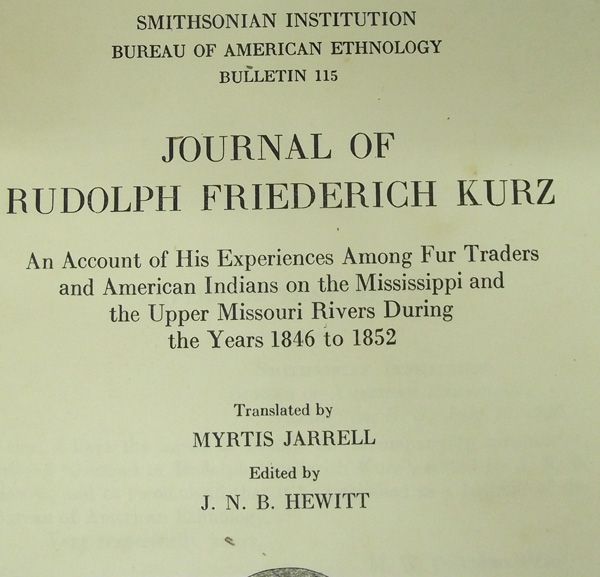 SMITHSONIAN INSTITUTION
BUREAU OF AMERICAN ETHNOLOGY
BULLETIN 115
JOURNAL OF
RUDOLPH FRIEDERICH KURZ
An Account of His Experiences Among Fur Traders
and American Indians on the Mississippi and
the Upper Missouri Rivers During
the Years 1846 to 1852
Translated by
MYRTIS JARRELL
Edited by
J. N. B. HEWITT